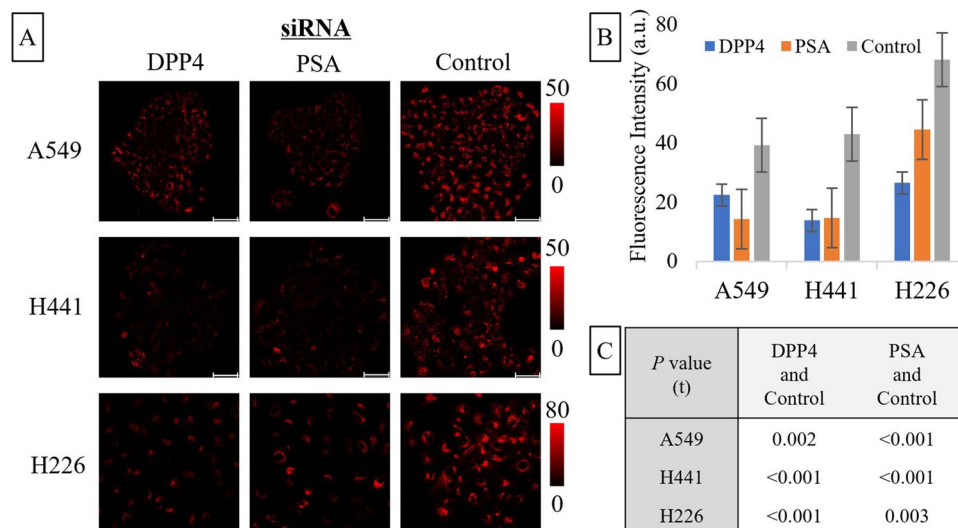 A
siRNA
DPP4 PSA Control
A549
50
0
H441
50
0
H226
80
0
B
Fluorescence Intensity (a.u.)
80
60
40
20
0
DPP4 PSA Control
A549 H441 H226
C
P value
(t)
DPP4
and
Control
PSA
and
Control
A549 0.002 <0.001
H441 <0.001 <0.001
H226 <0.001 0.003